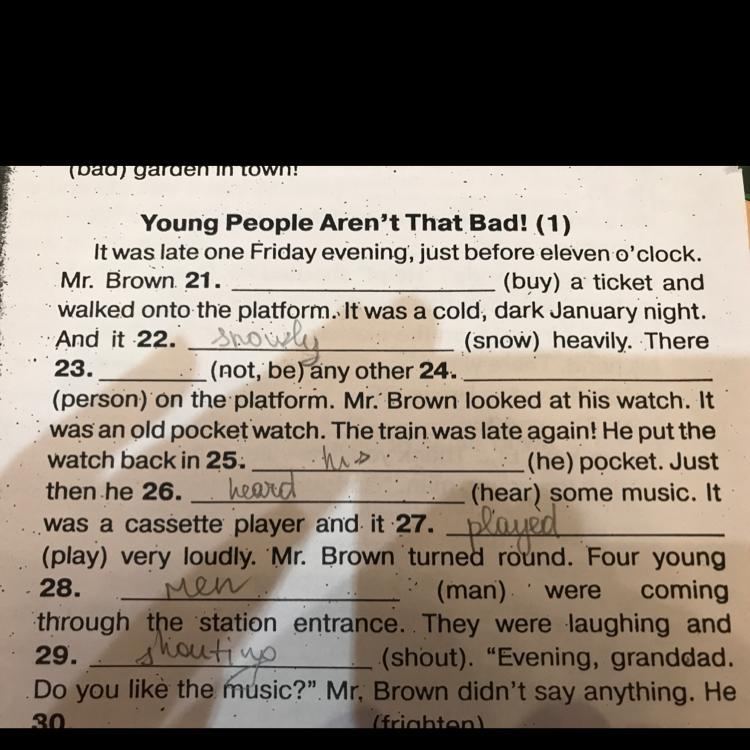 (bad) garden in town!
Young People Aren't That Bad! (1)
It was late one Friday evening, just before eleven o'clock.
Mr. Brown 21. ____________ (buy) a ticket and
walked onto the platform. It was a cold, dark January night.
And it 22. snowly (snow) heavily. There
23. ________ (not, be) any other 24. ____________
(person) on the platform. Mr. Brown looked at his watch. It
was an old pocket watch. The train was late again! He put the
watch back in 25. his (he) pocket. Just
then he 26. heard (hear) some music. It
was a cassette player and it 27. played
(play) very loudly. Mr. Brown turned round. Four young
28. men (man) were coming
through the station entrance. They were laughing and
29. shouting (shout). "Evening, granddad.
Do you like the music?" Mr. Brown didn't say anything. He
30. (frighten)